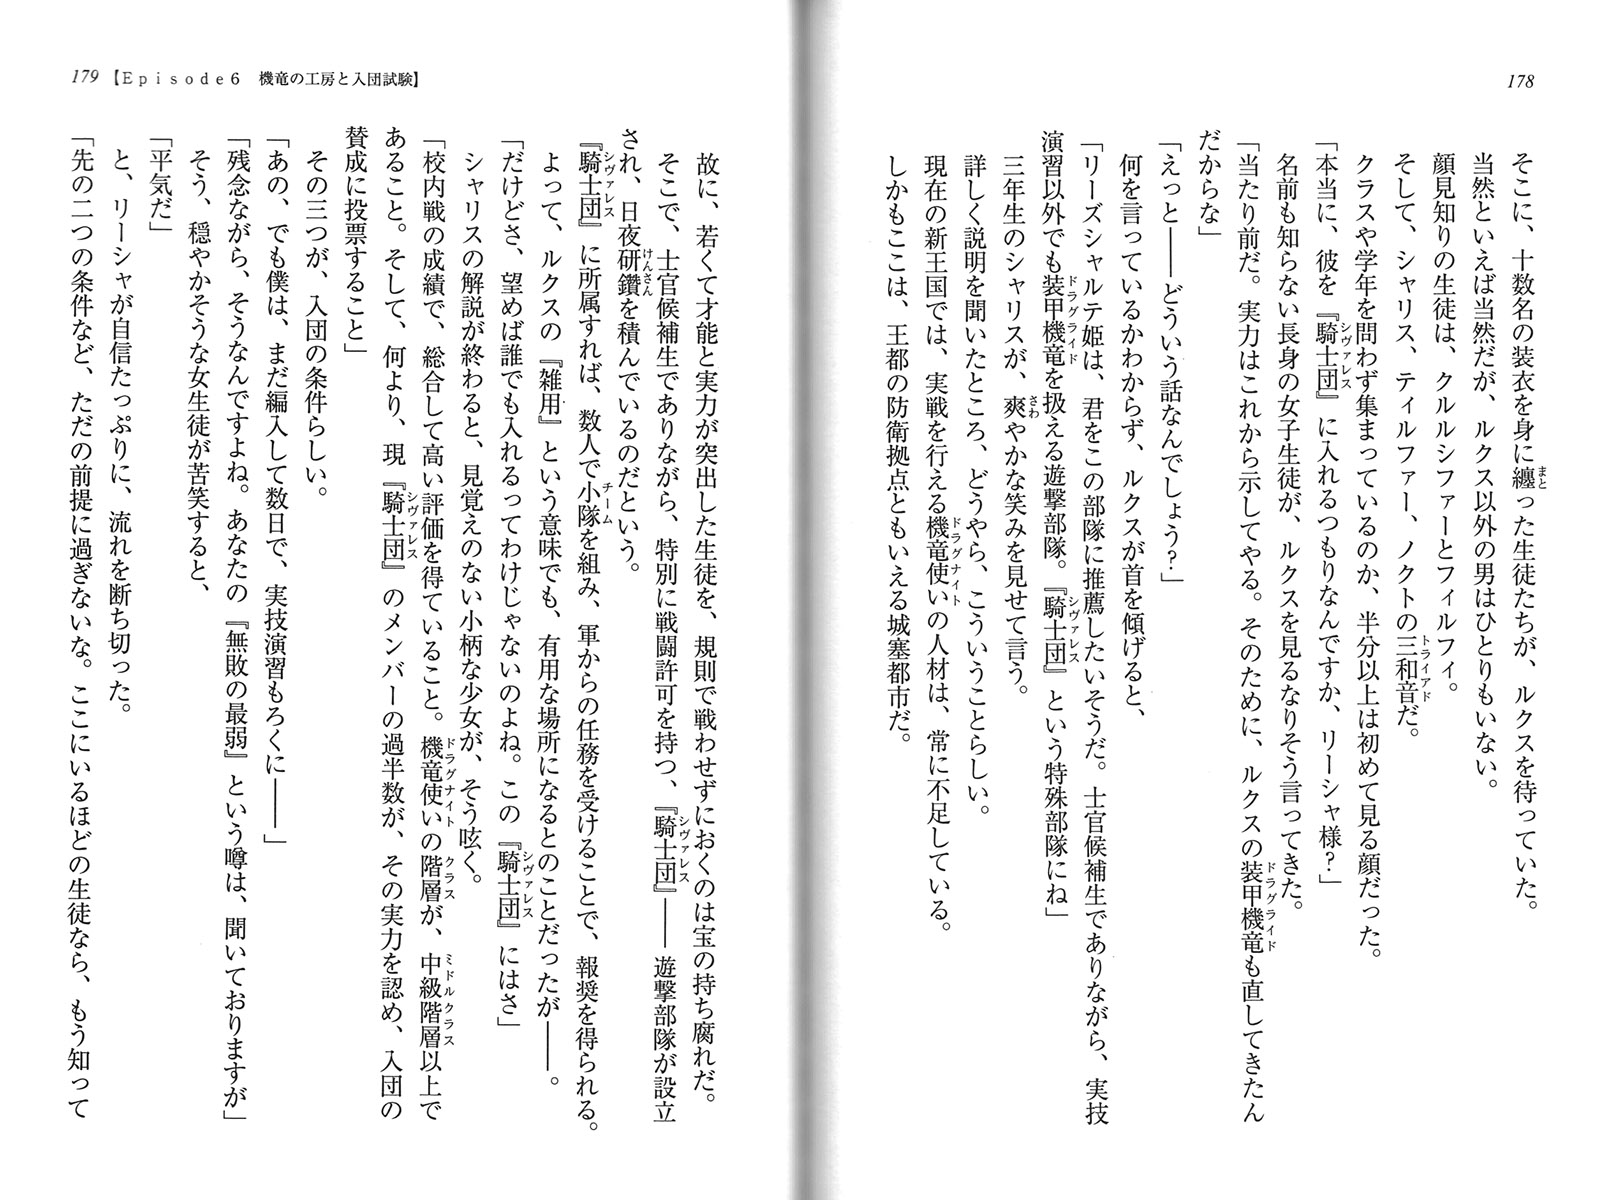 178
そこに、十数名の装衣を身に纏った生徒たちが、ルクスを待っていた。
当然といえば当然だが、ルクス以外の男はひとりもいない。
顔見知りの生徒は、クルルシファーとフィルフィ。
そして、シャリス、ティルファー、ノクトの三和音だ。
クラスや学年を問わず集まっているのか、半分以上は初めて見る顔だった。
「本当に、彼を『騎士団』に入れるつもりなんですか、リーシャ様？」
名前も知らない長身の女子生徒が、ルクスを見るなりそう言ってきた。
「当たり前だ。実力はこれから示してやる。そのために、ルクスの装甲機竜も直してきたん
だからな」
「えっと――どういう話なんでしょう？」
何を言っているかわからず、ルクスが首を傾げると、
「リーズシャルテ姫は、君をこの部隊に推薦したいそうだ。士官候補生でありながら、実技
演習以外でも装甲機竜を扱える遊撃部隊。『騎士団』という特殊部隊にね」
三年生のシャリスが、爽やかな笑みを見せて言う。
詳しく説明を聞いたところ、どうやら、こういうことらしい。
現在の新王国では、実戦を行える機竜使いの人材は、常に不足している。
しかもここは、王都の防衛拠点ともいえる城塞都市だ。
179【Episode6　機竜の工房と入団試験】
故に、若くて才能と実力が突出した生徒を、規則で戦わせずにおくのは宝の持ち腐れだ。
そこで、士官候補生でありながら、特別に戦闘許可を持つ、『騎士団』――遊撃部隊が設立
され、日夜研鑽を積んでいるのだという。
『騎士団』に所属すれば、数人で小隊を組み、軍からの任務を受けることで、報奨を得られる。
よって、ルクスの『雑用』という意味でも、有用な場所になるとのことだったが――。
「だけどさ、望めば誰でも入れるってわけじゃないのよね。この『騎士団』にはさ」
シャリスの解説が終わると、見覚えのない小柄な少女が、そう呟く。
「校内戦の成績で、総合して高い評価を得ていること。機竜使いの階層が、中級階層以上で
あること。そして、何より、現『騎士団』のメンバーの過半数が、その実力を認め、入団の
賛成に投票すること」
その三つが、入団の条件らしい。
「あの、でも僕は、まだ編入して数日で、実技演習もろくに――」
「残念ながら、そうなんですよね。あなたの『無敗の最弱』という噂は、聞いておりますが」
そう、穏やかそうな女生徒が苦笑すると、
「平気だ」
と、リーシャが自信たっぷりに、流れを断ち切った。
「先の二つの条件など、ただの前提に過ぎないな。ここにいるほどの生徒なら、もう知って